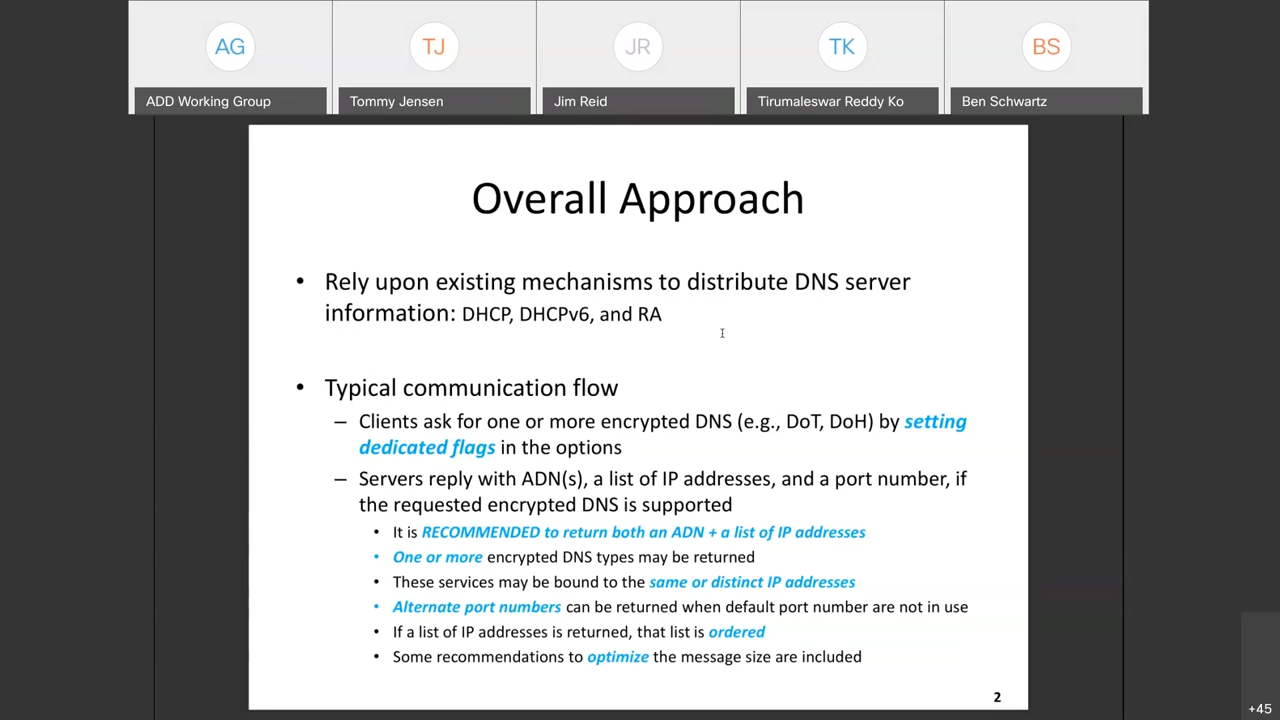 AG
TJ
JR
TK
BS
ADD Working Group
Tommy Jensen
Jim Reid
Tirumaleswar Reddy Ko
Ben Schwartz
Overall Approach
• Rely upon existing mechanisms to distribute DNS server
information: DHCP, DHCPv6, and RA
• Typical communication flow
– Clients ask for one or more encrypted DNS (e.g., DoT, DoH) by setting
dedicated flags in the options
– Servers reply with ADN(s), a list of IP addresses, and a port number, if
the requested encrypted DNS is supported
• It is RECOMMENDED to return both an ADN + a list of IP addresses
• One or more encrypted DNS types may be returned
• These services may be bound to the same or distinct IP addresses
• Alternate port numbers can be returned when default port number are not in use
• If a list of IP addresses is returned, that list is ordered
• Some recommendations to optimize the message size are included
2
+45